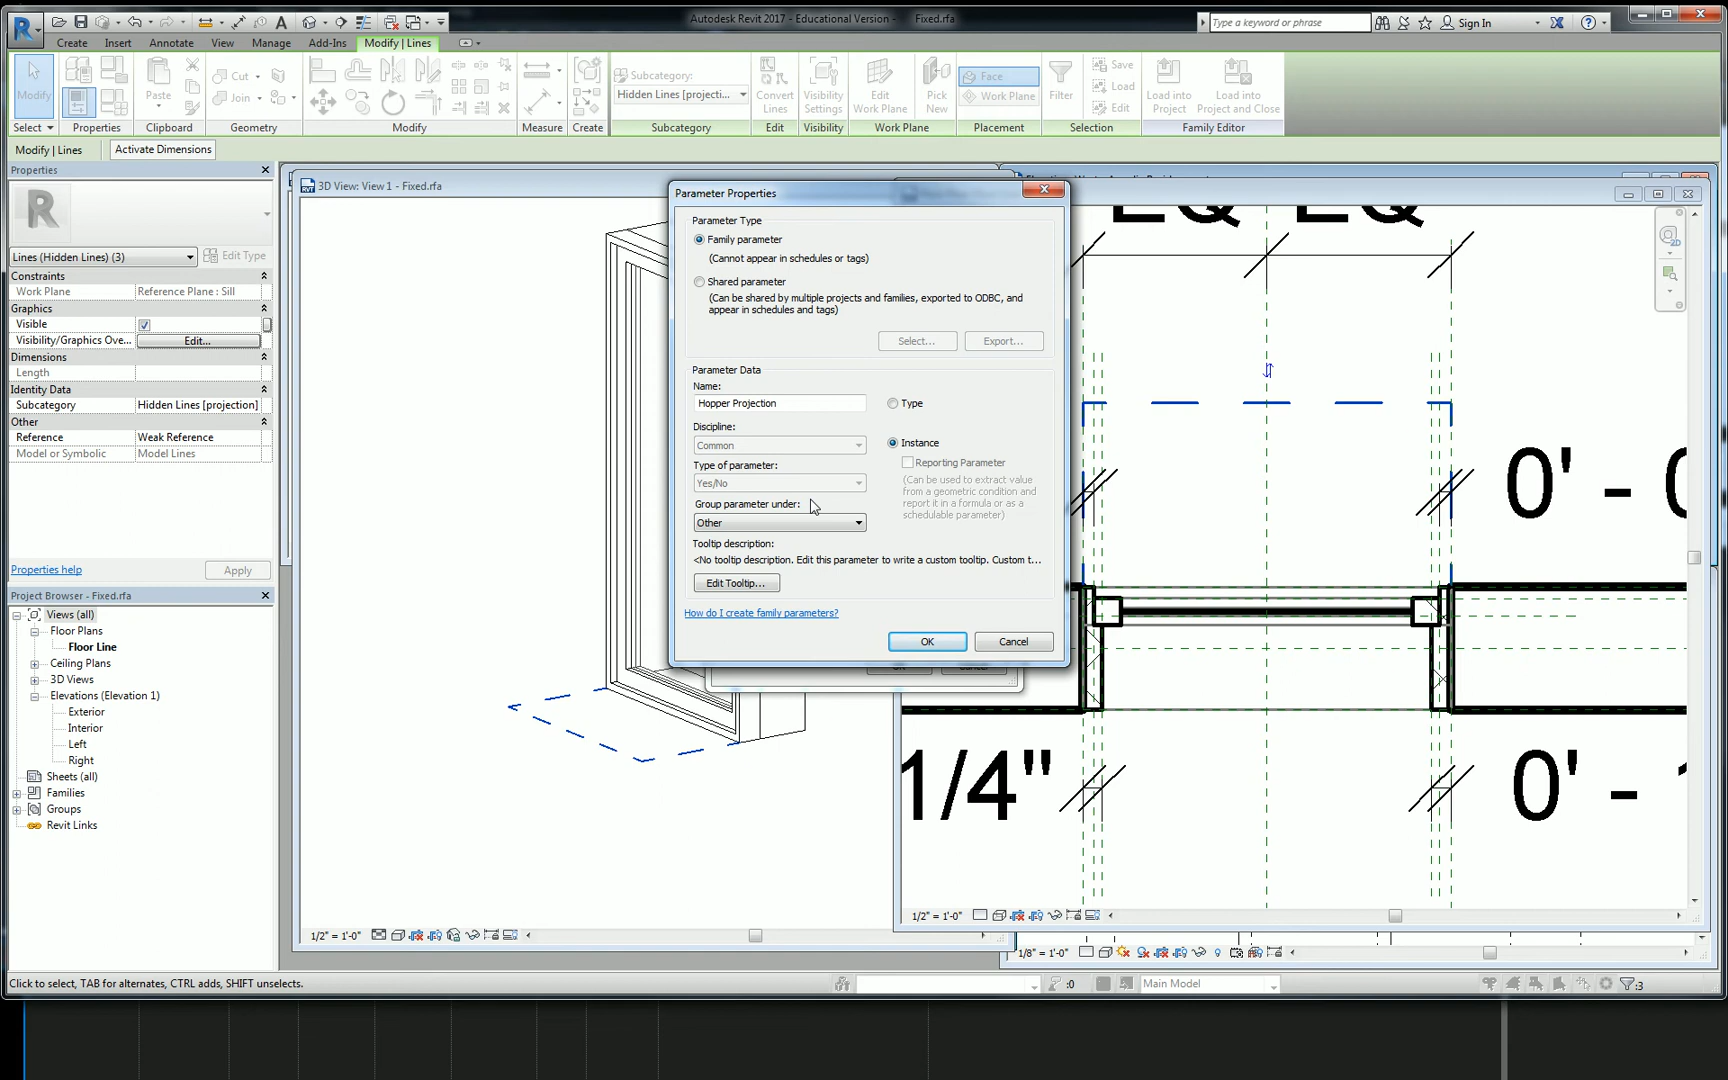 Autodesk Revit 2017 - Educational Version - Fixed.rfa
Type a keyword or phrase
Sign In
Create Insert Annotate View Manage Add-Ins Modify | Lines
Modify
Paste
Cut
Join
Subcategory:
Hidden Lines [projecti...
Convert Lines
Visibility Settings
Edit Work Plane
Pick New
Face
Work Plane
Filter
Save
Load
Edit
Load into Project
Load into Project and Close
Select Properties Clipboard Geometry Modify Measure Create Subcategory Edit Visibility Work Plane Placement Selection Family Editor
Modify | Lines
Activate Dimensions
Properties
R
Lines (Hidden Lines) (3)
Edit Type
Constraints
Work Plane Reference Plane : Sill
Graphics
Visible
Visibility/Graphics Ove... Edit...
Dimensions
Length
Identity Data
Subcategory Hidden Lines [projection]
Other
Reference Weak Reference
Model or Symbolic Model Lines
Properties help
Apply
Project Browser - Fixed.rfa
Views (all)
Floor Plans
Floor Line
Ceiling Plans
3D Views
Elevations (Elevation 1)
Exterior
Interior
Left
Right
Sheets (all)
Families
Groups
Revit Links
3D View: View 1 - Fixed.rfa
1/2" = 1'-0"
Parameter Properties
Parameter Type
Family parameter
(Cannot appear in schedules or tags)
Shared parameter
(Can be shared by multiple projects and families, exported to ODBC, and
appear in schedules and tags)
Select... Export...
Parameter Data
Name:
Hopper Projection
Type
Discipline:
Common
Instance
Type of parameter:
Reporting Parameter
Yes/No
(Can be used to extract value
from a geometric condition and
report it in a formula or as a
schedulable parameter)
Group parameter under:
Other
Tooltip description:
<No tooltip description. Edit this parameter to write a custom tooltip. Custom t...
Edit Tooltip...
How do I create family parameters?
OK Cancel
EQ EQ
2D
0' - 0
1/4"
0' - 1
1/2" = 1'-0"
1/8" = 1'-0"
Click to select, TAB for alternates, CTRL adds, SHIFT unselects.
:0
Main Model
:3